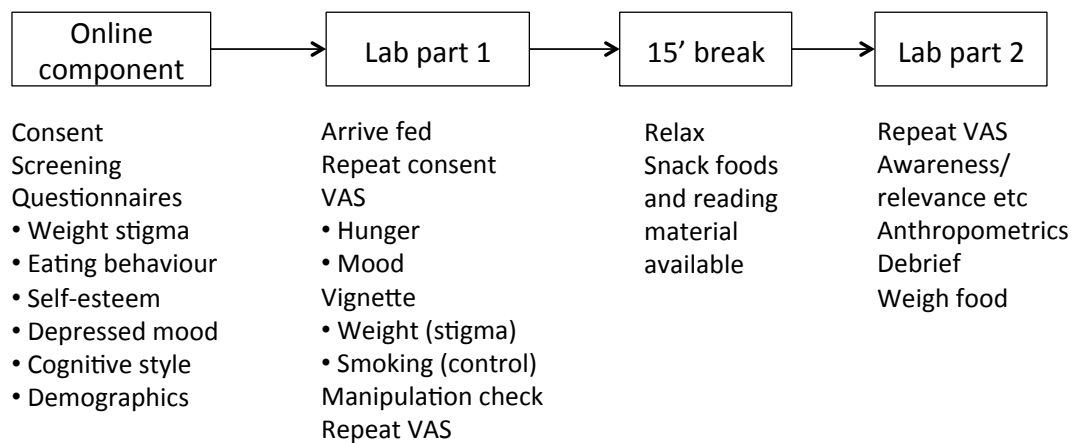 Online
component
Lab part 1
15’ break
Lab part 2
Consent
Screening
Questionnaires
• Weight stigma
• Eating behaviour
• Self-esteem
• Depressed mood
• Cognitive style
• Demographics
Arrive fed
Repeat consent
VAS
• Hunger
• Mood
Vignette
• Weight (stigma)
• Smoking (control)
Manipulation check
Repeat VAS
Relax
Snack foods
and reading
material
available
Repeat VAS
Awareness/
relevance etc
Anthropometrics
Debrief
Weigh food